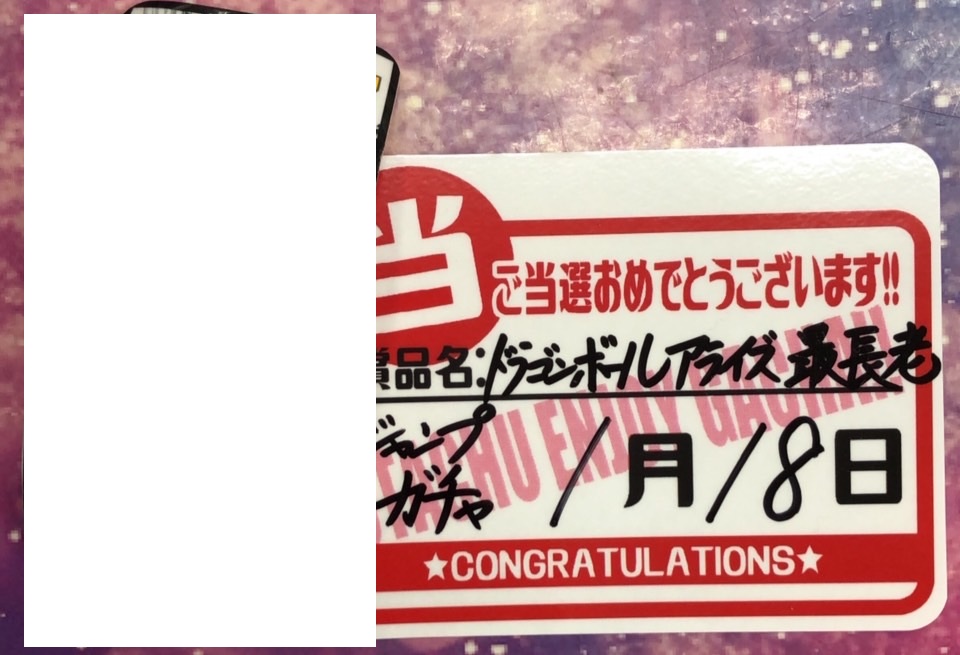 当
ご当選おめでとうございます!!
賞品名:ドラゴンボールアライズ最長老
ジャンプ
ガチャ
1月18日
ENJOY GACHA!!
★CONGRATULATIONS★